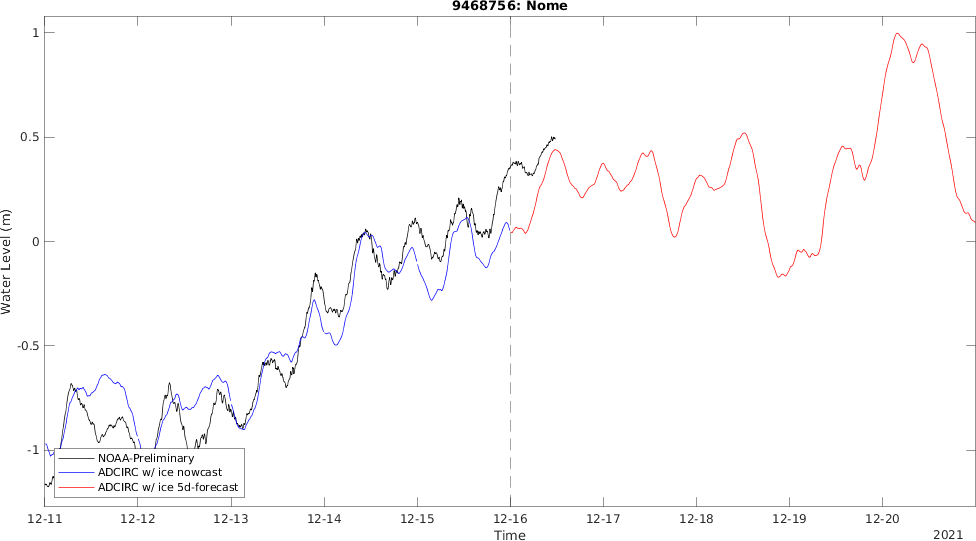 9468756: Nome
Water Level (m)
1
0.5
0
-0.5
-1
NOAA-Preliminary
ADCIRC w/ ice nowcast
ADCIRC w/ ice 5d-forecast
12-11 12-12 12-13 12-14 12-15 12-16 12-17 12-18 12-19 12-20
Time
2021